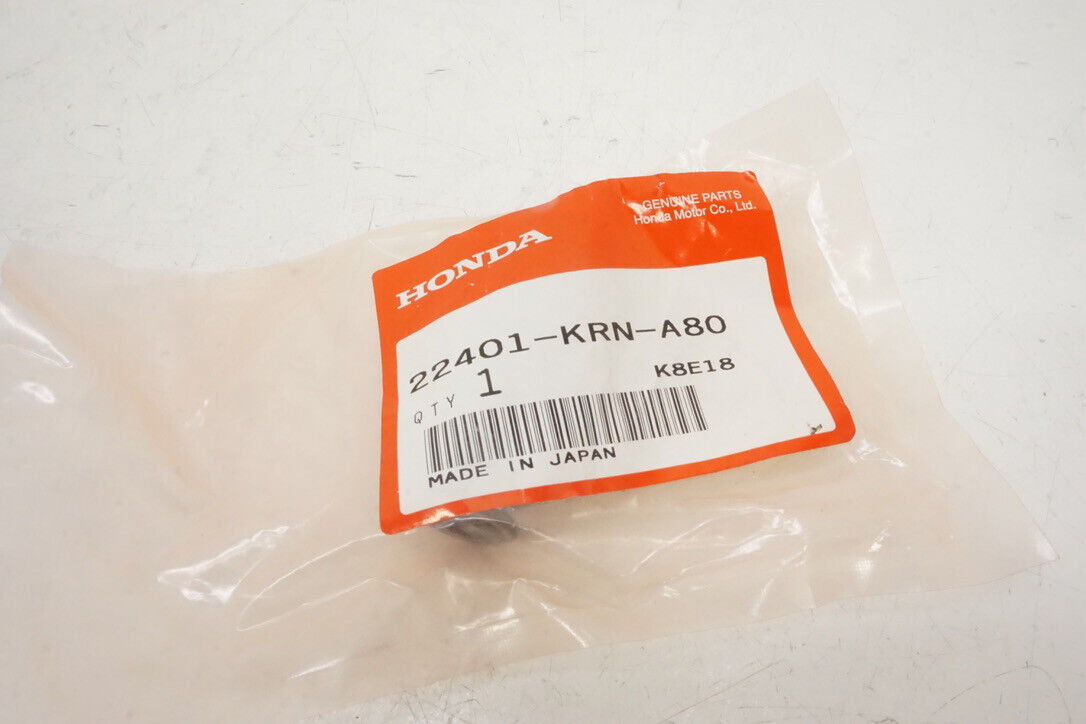 GENUINE PARTS
Honda Motor Co., Ltd.
HONDA
22401-KRN-A80
QTY 1 K8E18
MADE IN JAPAN